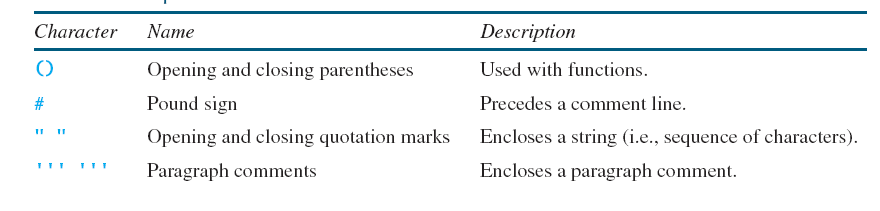 Character Name Description
() Opening and closing parentheses Used with functions.
# Pound sign Precedes a comment line.
" " Opening and closing quotation marks Encloses a string (i.e., sequence of characters).
''' ''' Paragraph comments Encloses a paragraph comment.